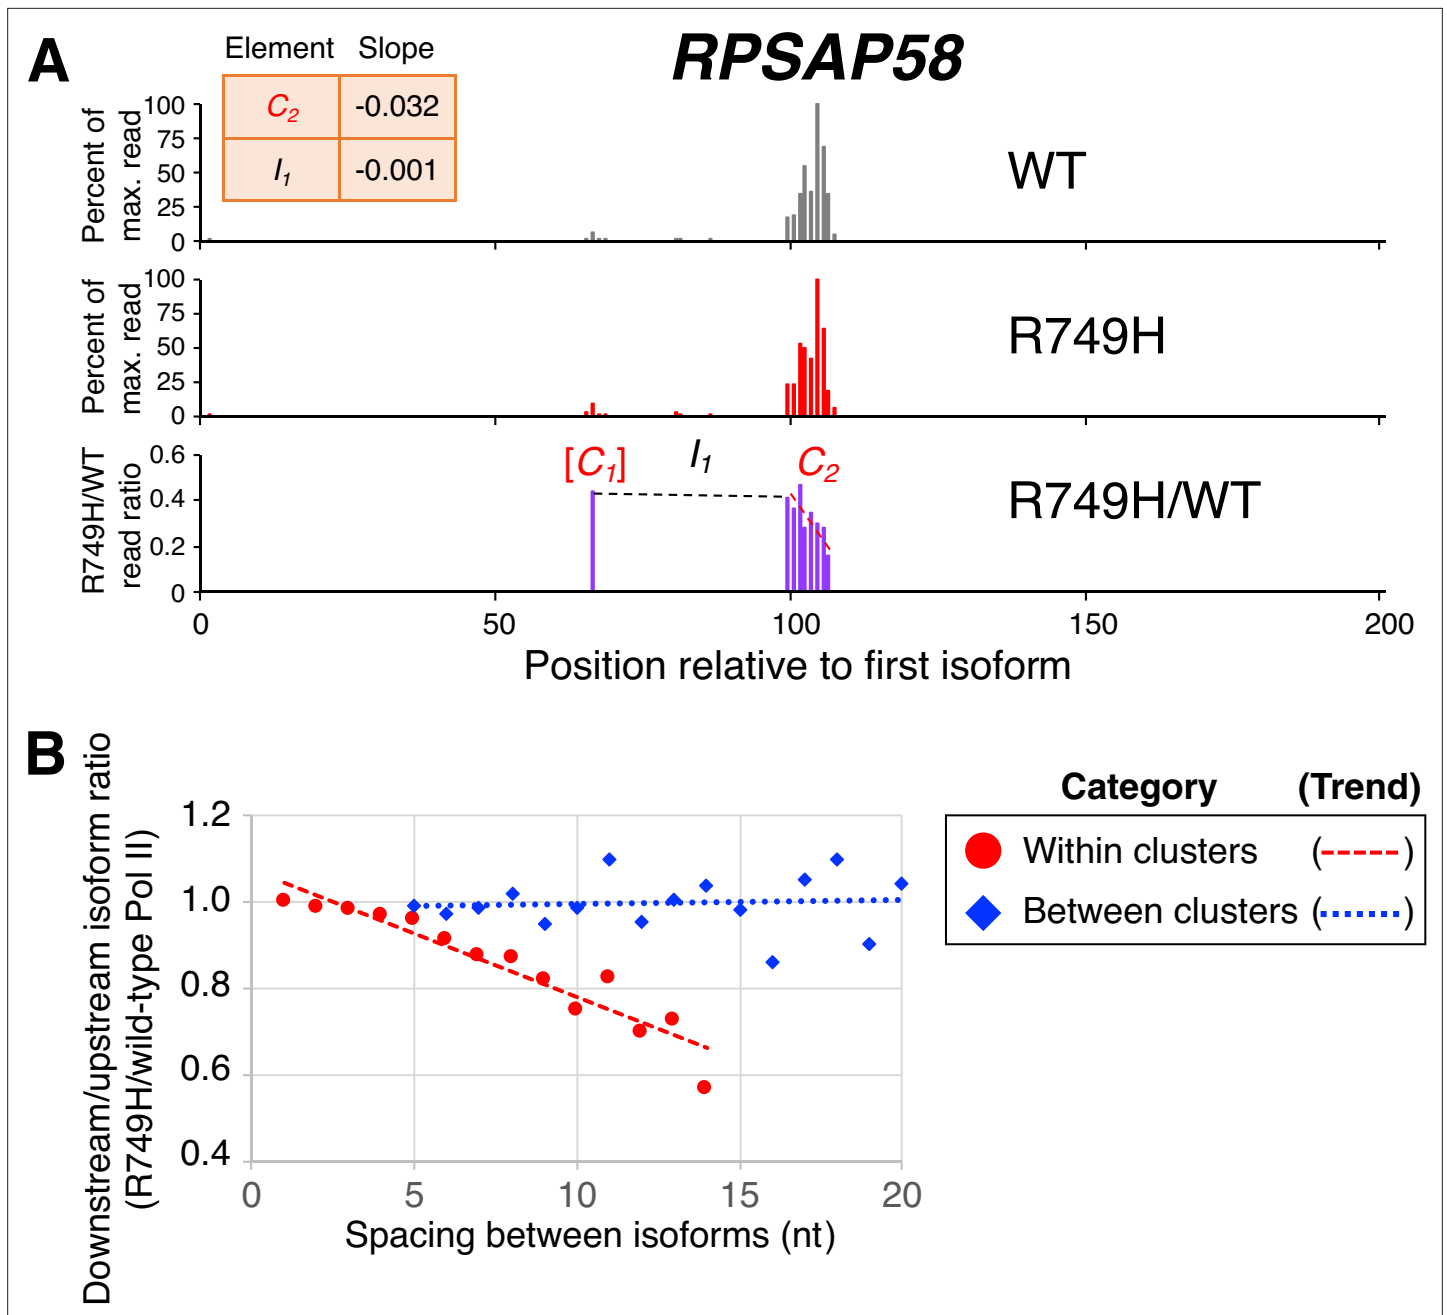 A
Element Slope
C2 -0.032
I1 -0.001
RPSAP58
Percent of
max. read
100
75
50
25
0
WT
Percent of
max. read
100
75
50
25
0
R749H
R749H/WT
read ratio
0.6
0.4
0.2
0
[C1]
I1
C2
R749H/WT
0 50 100 150 200
Position relative to first isoform
B
Downstream/upstream isoform ratio
(R749H/wild-type Pol II)
1.2
1.0
0.8
0.6
0.4
0 5 10 15 20
Spacing between isoforms (nt)
Category (Trend)
Within clusters ( )
Between clusters ( )